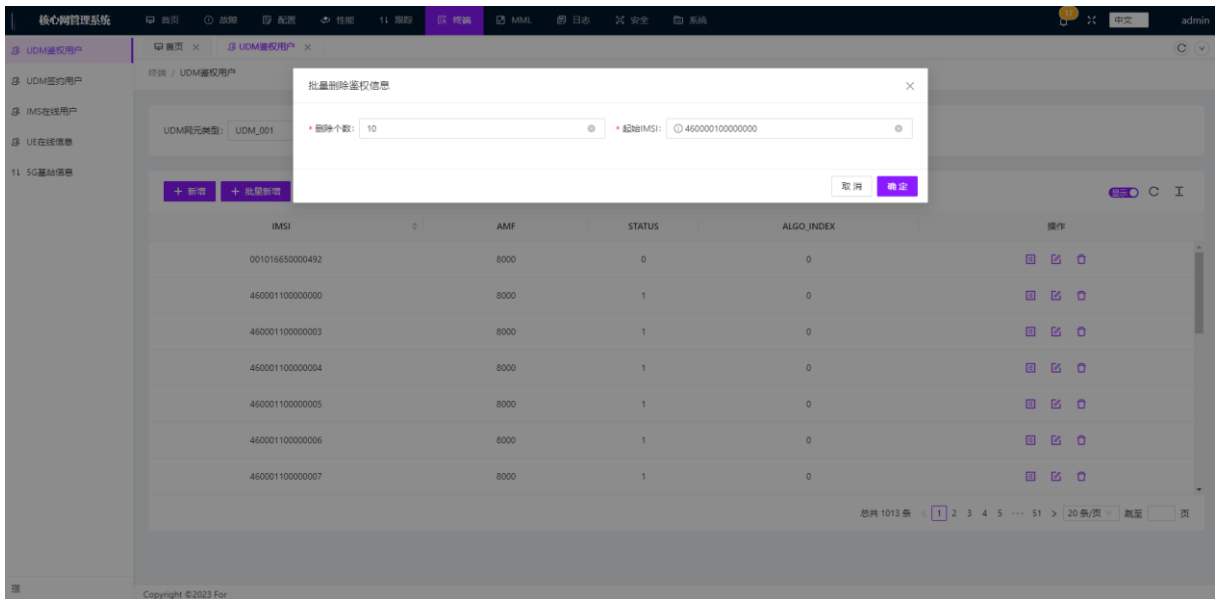 核心网管理系统 首页 故障 配置 性能 跟踪 终端 MML 日志 安全 系统 17 中文 admin
UDM鉴权用户 首页 × UDM鉴权用户 ×
终端 / UDM鉴权用户
UDM签约用户
IMS在线用户
UE在线信息
5G基站信息
批量删除鉴权信息
UDM网元类型: UDM_001
* 删除个数: 10 * 起始IMSI: 460000100000000
取 消 确 定
+ 新增 + 批量新增 显示
IMSI AMF STATUS ALGO_INDEX 操作
001016650000492 8000 0 0
460001100000000 8000 1 0
460001100000003 8000 1 0
460001100000004 8000 1 0
460001100000005 8000 1 0
460001100000006 8000 1 0
460001100000007 8000 1 0
总共 1013 条 < 1 2 3 4 5 ··· 51 > 20 条/页 跳至 页
Copyright ©2023 For